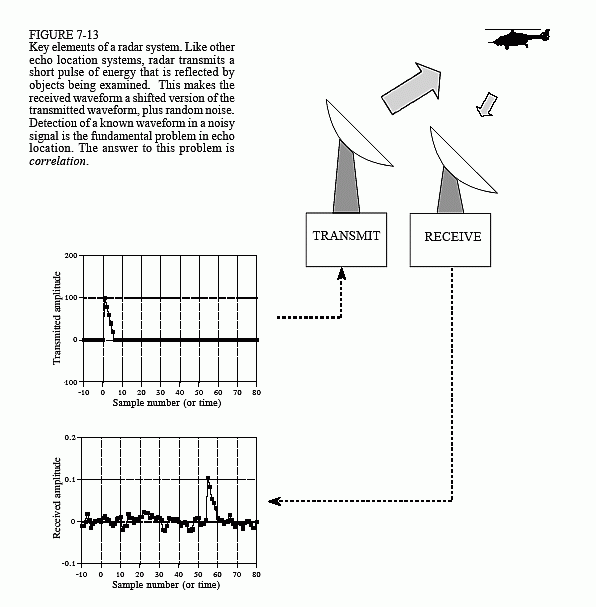 FIGURE 7-13
Key elements of a radar system. Like other
echo location systems, radar transmits a
short pulse of energy that is reflected by
objects being examined. This makes the
received waveform a shifted version of the
transmitted waveform, plus random noise.
Detection of a known waveform in a noisy
signal is the fundamental problem in echo
location. The answer to this problem is
correlation.
TRANSMIT
RECEIVE
Transmitted amplitude
200
100
0
-100
-10 0 10 20 30 40 50 60 70 80
Sample number (or time)
Received amplitude
0.2
0.1
0
-0.1
-10 0 10 20 30 40 50 60 70 80
Sample number (or time)